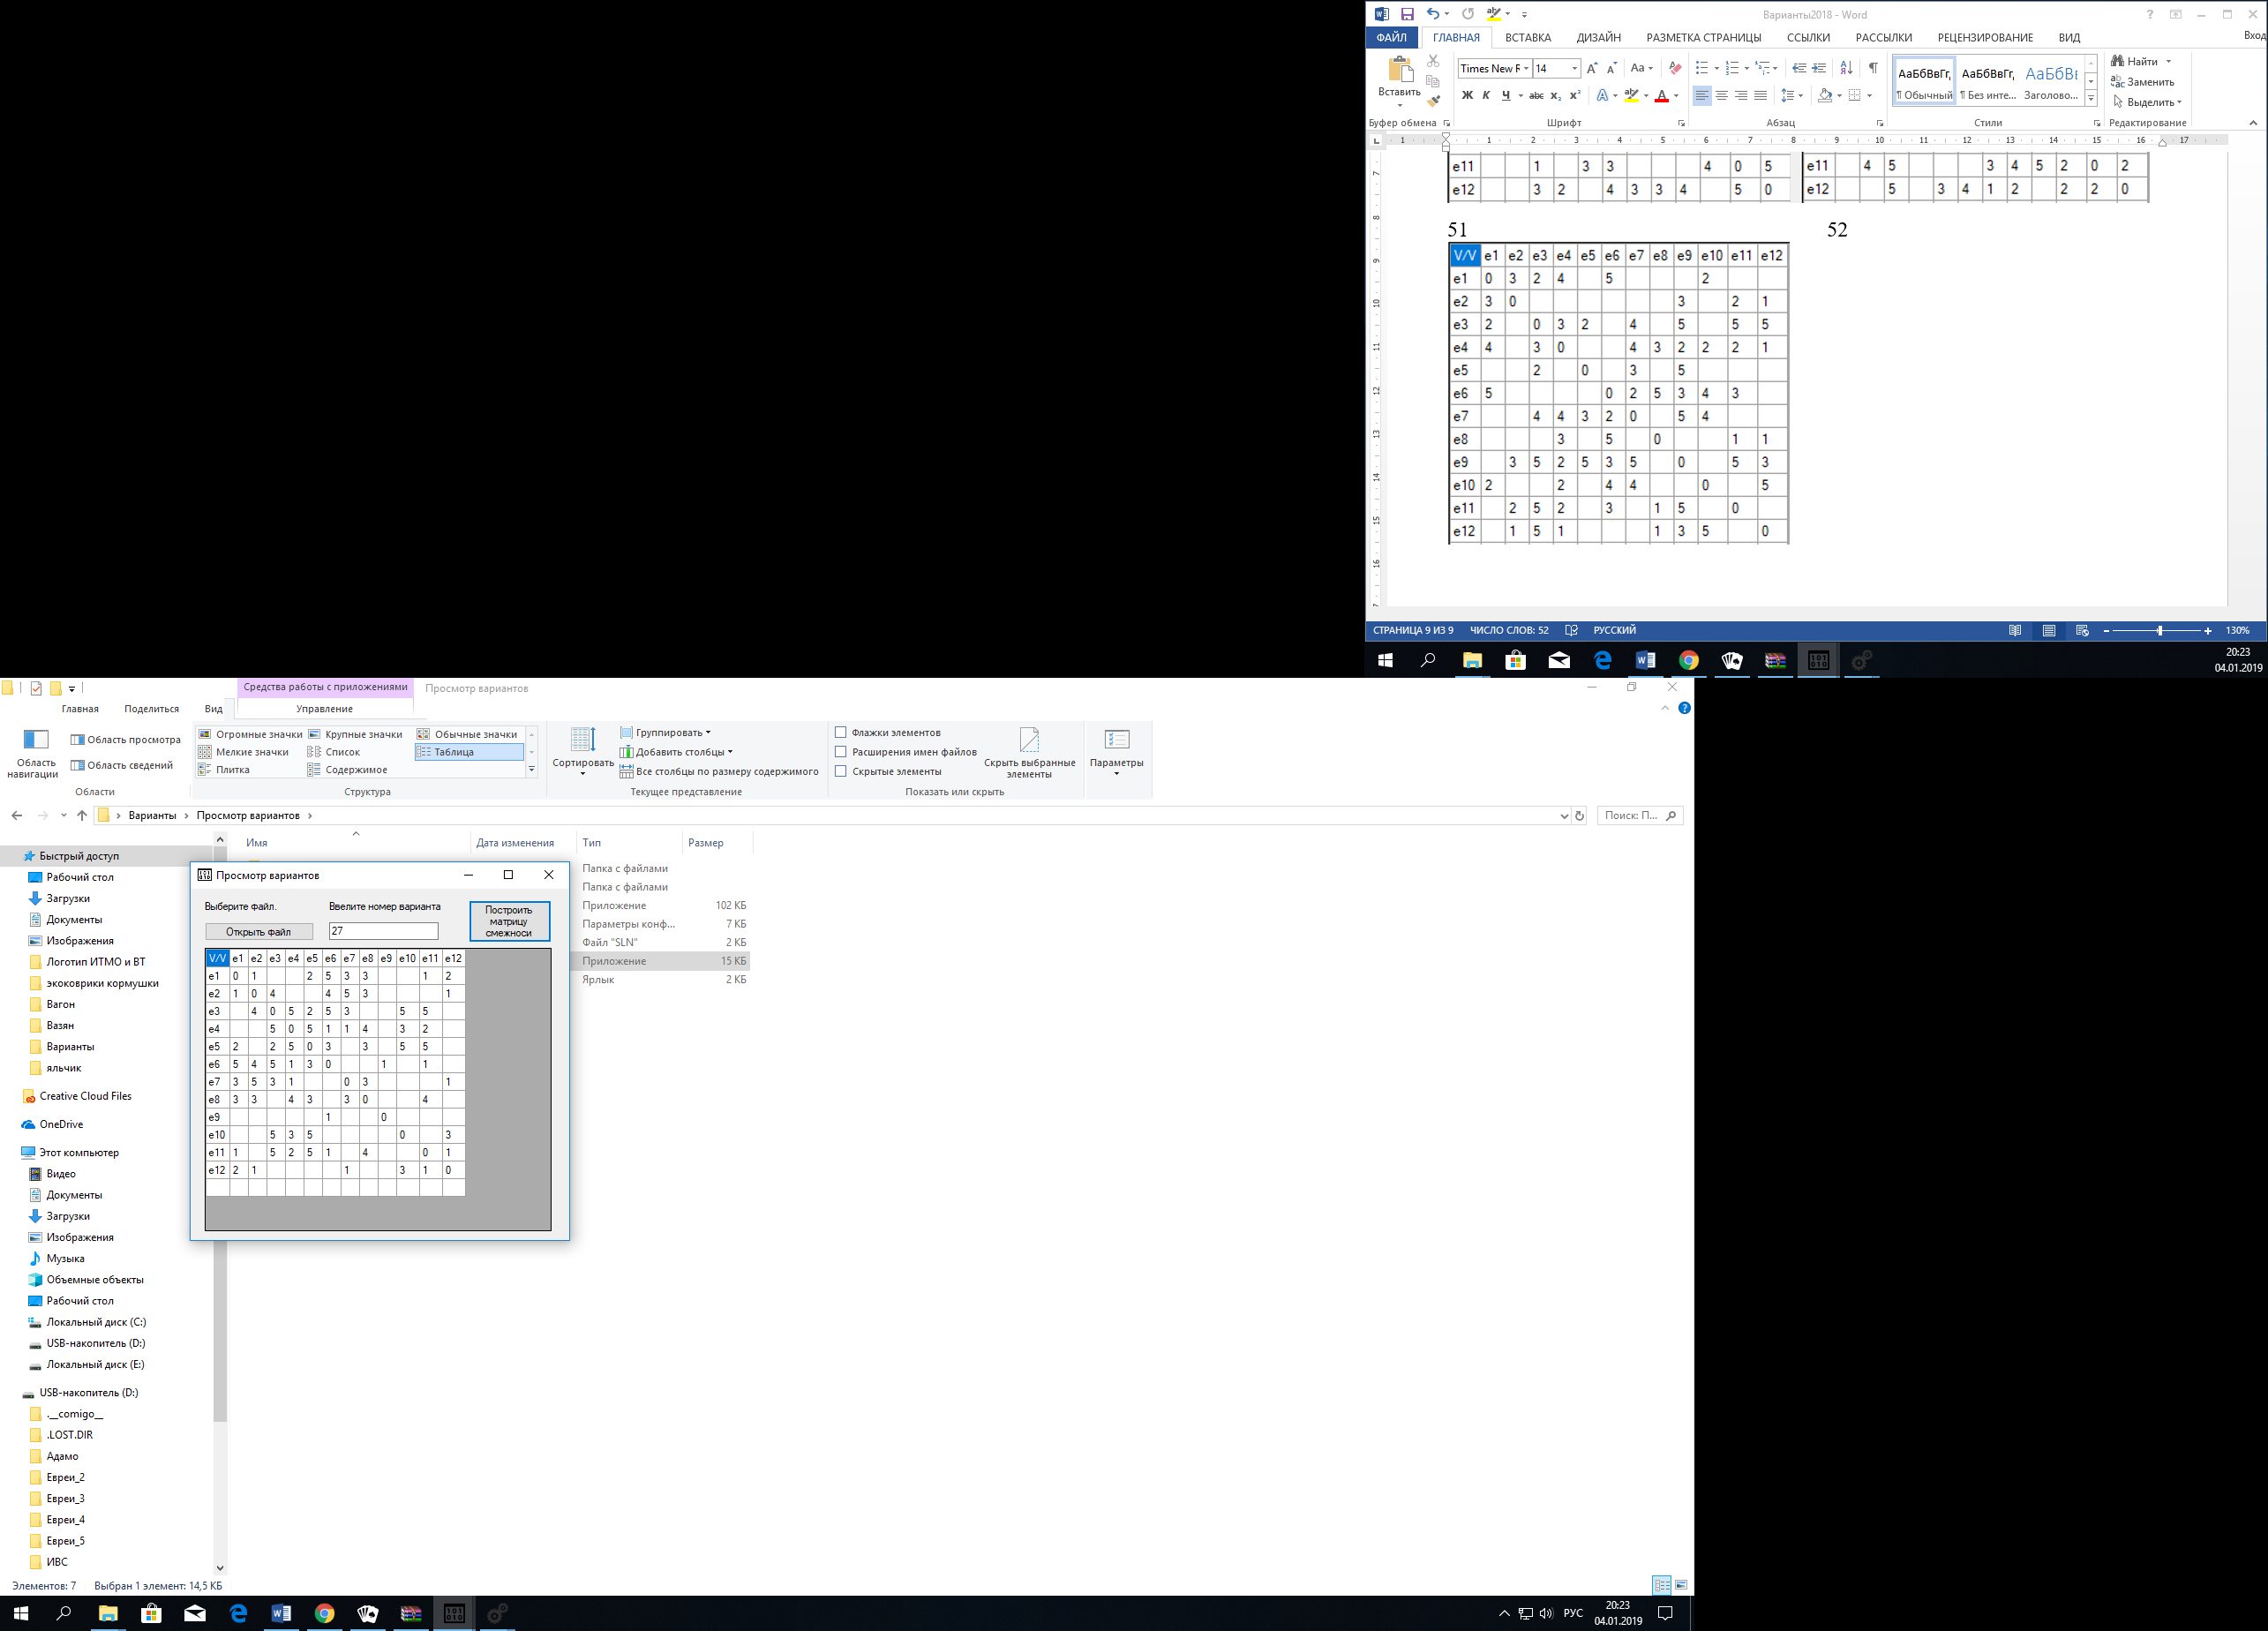 Варианты2018 - Word
ФАЙЛ ГЛАВНАЯ ВСТАВКА ДИЗАЙН РАЗМЕТКА СТРАНИЦЫ ССЫЛКИ РАССЫЛКИ РЕЦЕНЗИРОВАНИЕ ВИД Вход
Вставить
Times New F 14
Найти
Заменить
Выделить
АаБбВвГг, АаБбВвГг, АаБбВı
¶ Обычный ¶ Без инте... Заголово...
Буфер обмена Шрифт Абзац Стили Редактирование
1 1 2 3 4 5 6 7 8 9 10 11 12 13 14 15 16 17
e11 1 3 3 4 0 5
e12 3 2 4 3 3 4 5 0
e11 4 5 3 4 5 2 0 2
e12 5 3 4 1 2 2 2 0
51 52
V/V e1 e2 e3 e4 e5 e6 e7 e8 e9 e10 e11 e12
e1 0 3 2 4 5 2
e2 3 0 3 2 1
e3 2 0 3 2 4 5 5 5
e4 4 3 0 4 3 2 2 2 1
e5 2 0 3 5
e6 5 0 2 5 3 4 3
e7 4 4 3 2 0 5 4
e8 3 5 0 1 1
e9 3 5 2 5 3 5 0 5 3
e10 2 2 4 4 0 5
e11 2 5 2 3 1 5 0
e12 1 5 1 1 3 5 0
СТРАНИЦА 9 ИЗ 9 ЧИСЛО СЛОВ: 52 РУССКИЙ 130%
20:23
04.01.2019
Средства работы с приложениями Просмотр вариантов
Главная Поделиться Вид Управление
Область навигации
Область просмотра
Область сведений
Области
Огромные значки Крупные значки Обычные значки
Мелкие значки Список Таблица
Плитка Содержимое
Структура
Сортировать
Группировать
Добавить столбцы
Все столбцы по размеру содержимого
Текущее представление
Флажки элементов
Расширения имен файлов
Скрытые элементы
Скрыть выбранные элементы
Показать или скрыть
Параметры
Варианты Просмотр вариантов
Поиск: П...
Имя Дата изменения Тип Размер
Папка с файлами
Папка с файлами
Приложение 102 КБ
Параметры конф... 7 КБ
Файл "SLN" 2 КБ
Приложение 15 КБ
Ярлык 2 КБ
Быстрый доступ
Рабочий стол
Загрузки
Документы
Изображения
Логотип ИТМО и ВТ
экоковрики кормушки
Вагон
Вазян
Варианты
яльчик
Creative Cloud Files
OneDrive
Этот компьютер
Видео
Документы
Загрузки
Изображения
Музыка
Объемные объекты
Рабочий стол
Локальный диск (C:)
USB-накопитель (D:)
Локальный диск (E:)
USB-накопитель (D:)
.__comigo__
.LOST.DIR
Адамо
Евреи_2
Евреи_3
Евреи_4
Евреи_5
ИВС
Просмотр вариантов
Выберите файл. Ввелите номер варианта
Открыть файл 27
Построить
матрицу
смежноси
V/V e1 e2 e3 e4 e5 e6 e7 e8 e9 e10 e11 e12
e1 0 1 2 5 3 3 1 2
e2 1 0 4 4 5 3 1
e3 4 0 5 2 5 3 5 5
e4 5 0 5 1 1 4 3 2
e5 2 2 5 0 3 3 5 5
e6 5 4 5 1 3 0 1 1
e7 3 5 3 1 0 3 1
e8 3 3 4 3 3 0 4
e9 1 0
e10 5 3 5 0 3
e11 1 5 2 5 1 4 0 1
e12 2 1 1 3 1 0
Элементов: 7 Выбран 1 элемент: 14,5 КБ
РУС
20:23
04.01.2019